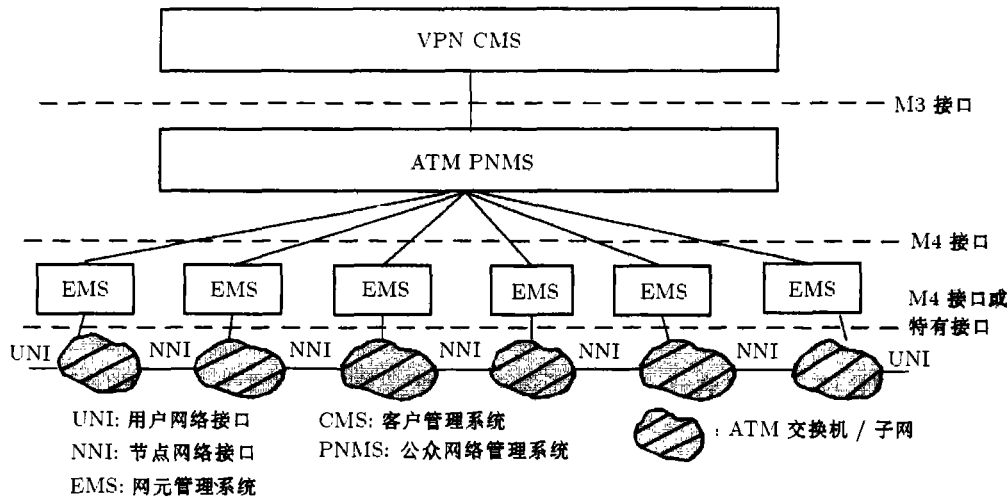 VPN CMS
M3 接口
ATM PNMS
M4 接口
EMS EMS EMS EMS EMS EMS
M4 接口或
特有接口
UNI NNI NNI NNI NNI NNI UNI
UNI: 用户网络接口
CMS: 客户管理系统
: ATM 交换机 / 子网
NNI: 节点网络接口
PNMS: 公众网络管理系统
EMS: 网元管理系统